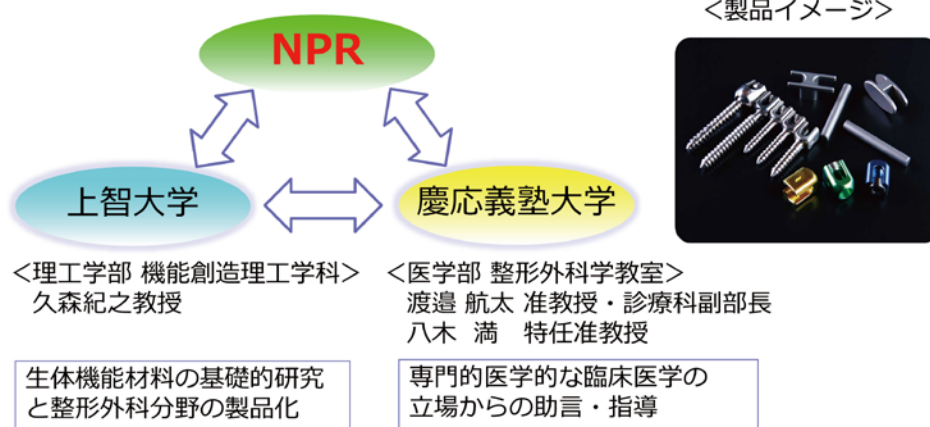 <製品イメージ>
NPR
上智大学
慶応義塾大学
<理工学部 機能創造理工学科>
久森紀之教授
<医学部 整形外科学教室>
渡邉 航太 准教授・診療科副部長
八木 満 特任准教授
生体機能材料の基礎的研究
と整形外科分野の製品化
専門的医学的な臨床医学の
立場からの助言・指導